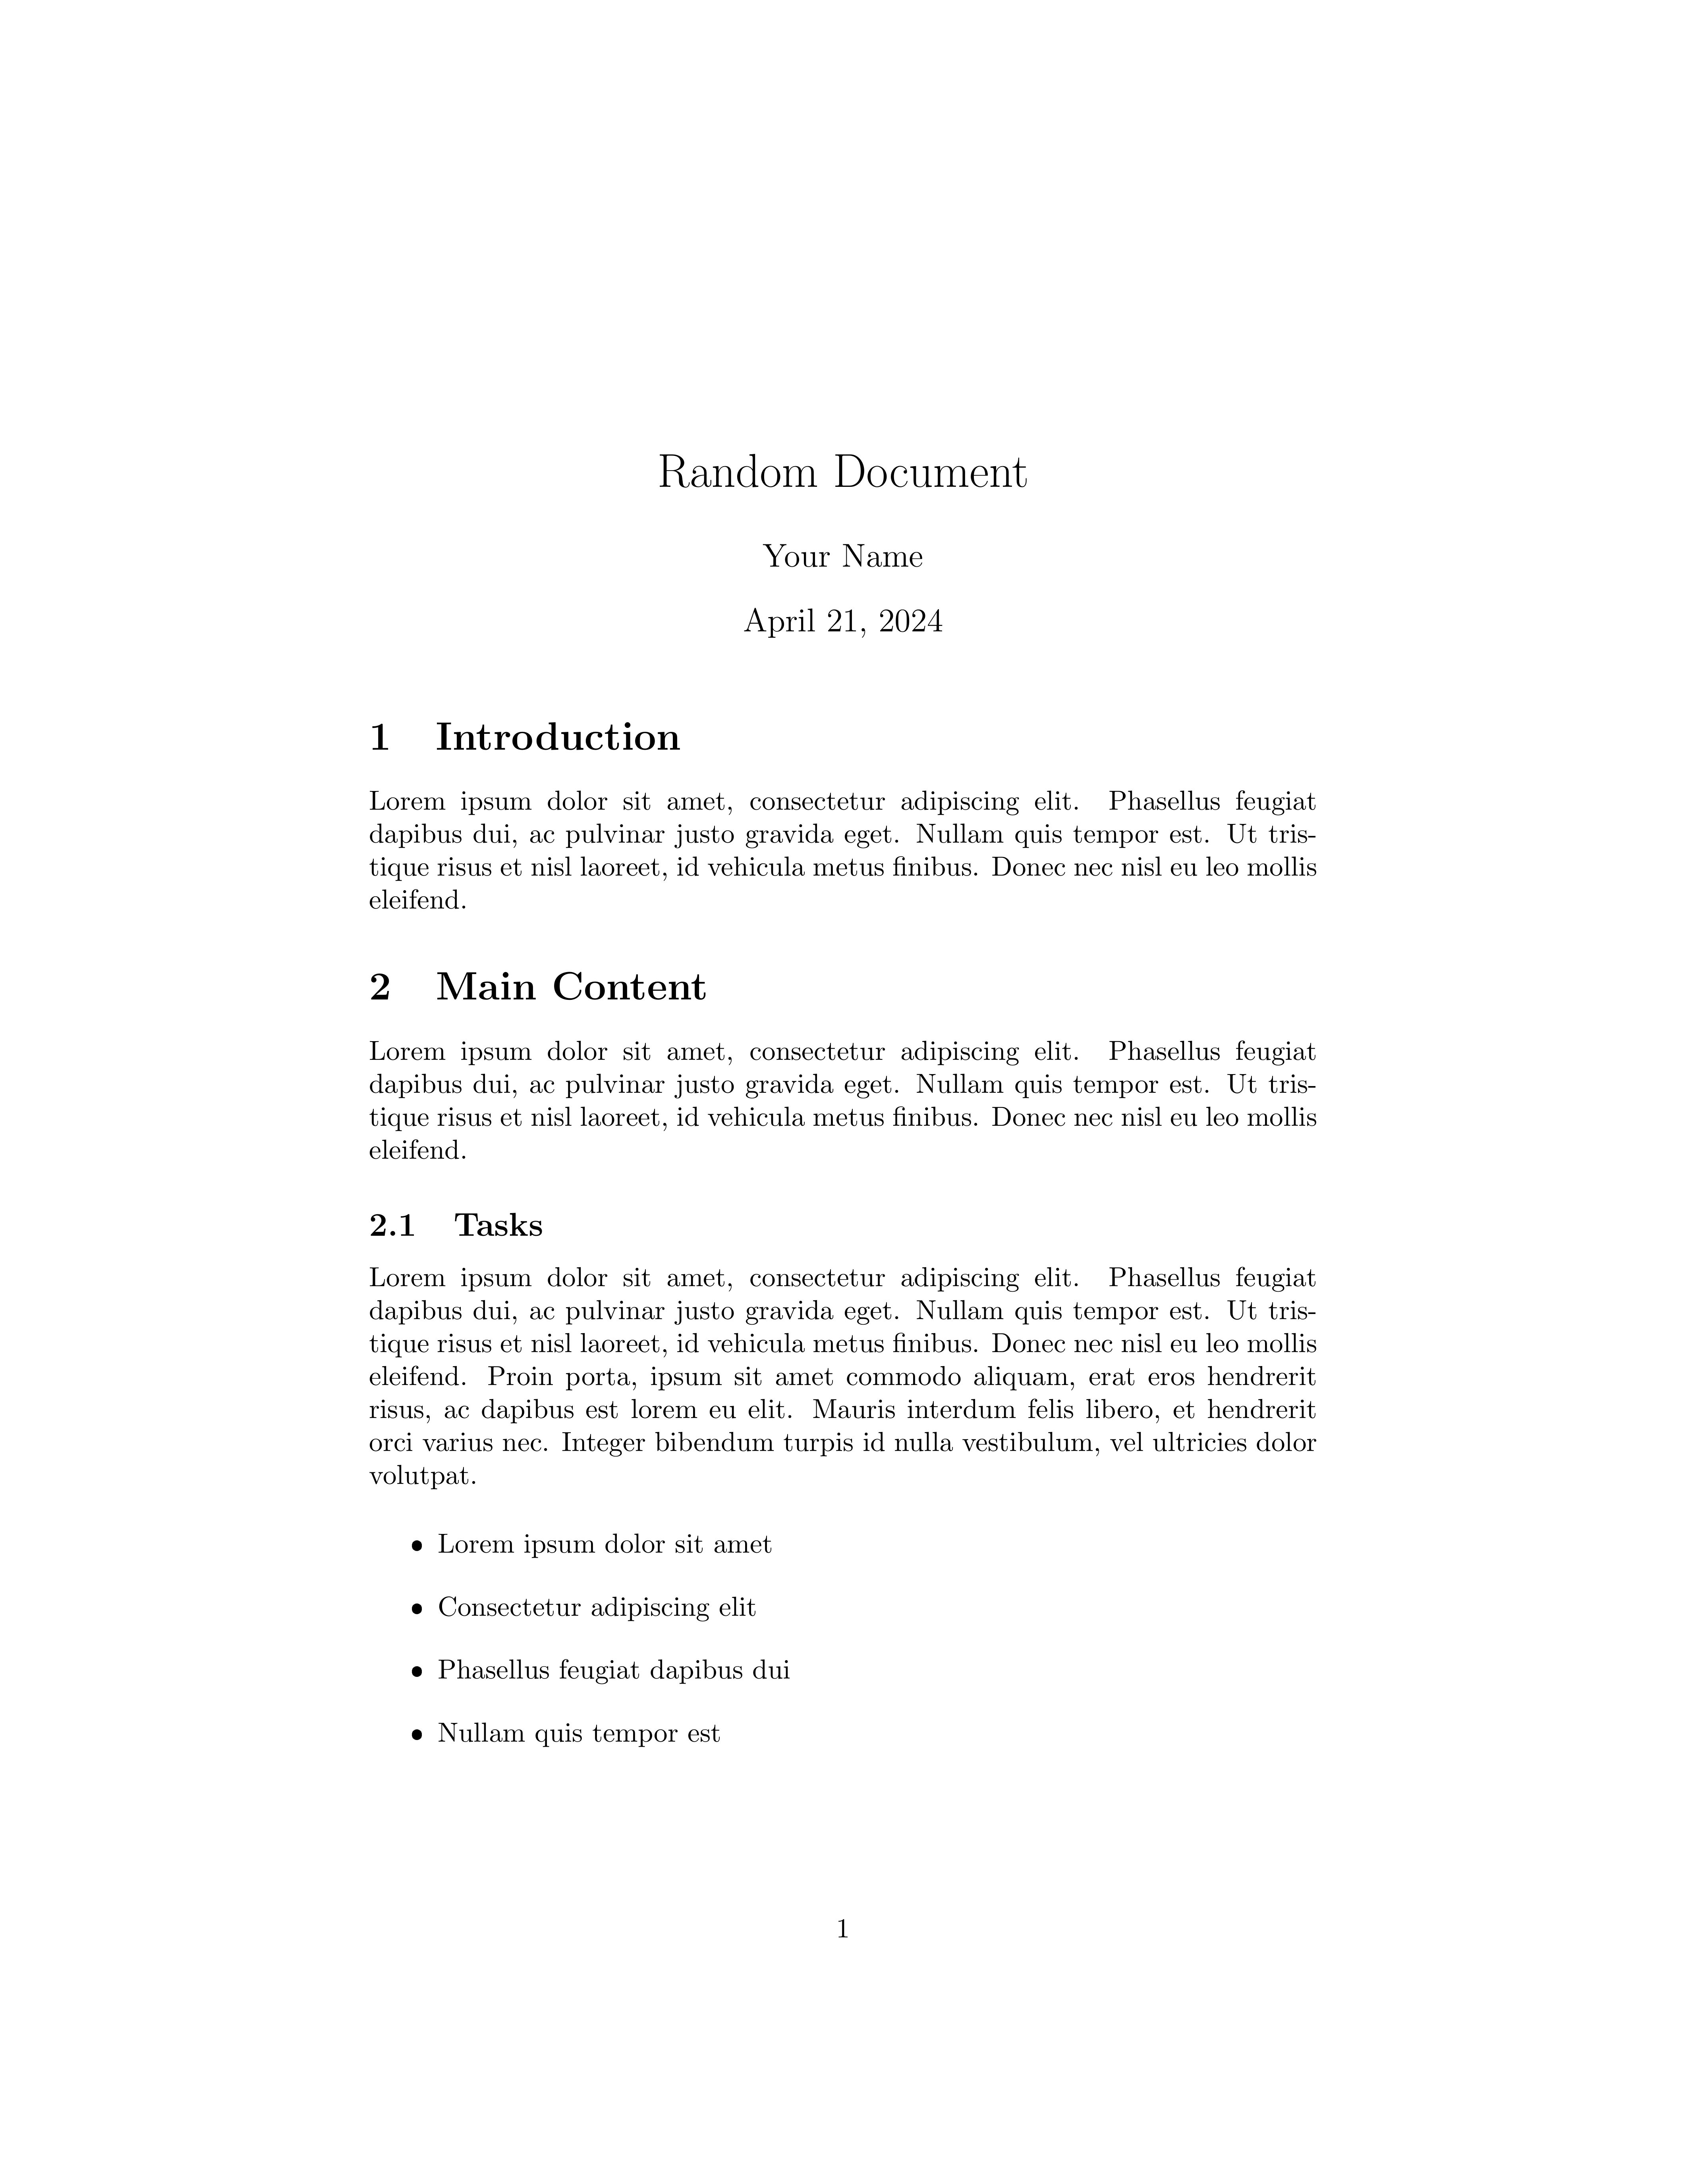 Random Document
Your Name
April 21, 2024
1 Introduction
Lorem ipsum dolor sit amet, consectetur adipiscing elit. Phasellus feugiat
dapibus dui, ac pulvinar justo gravida eget. Nullam quis tempor est. Ut tris-
tique risus et nisl laoreet, id vehicula metus finibus. Donec nec nisl eu leo mollis
eleifend.
2 Main Content
Lorem ipsum dolor sit amet, consectetur adipiscing elit. Phasellus feugiat
dapibus dui, ac pulvinar justo gravida eget. Nullam quis tempor est. Ut tris-
tique risus et nisl laoreet, id vehicula metus finibus. Donec nec nisl eu leo mollis
eleifend.
2.1 Tasks
Lorem ipsum dolor sit amet, consectetur adipiscing elit. Phasellus feugiat
dapibus dui, ac pulvinar justo gravida eget. Nullam quis tempor est. Ut tris-
tique risus et nisl laoreet, id vehicula metus finibus. Donec nec nisl eu leo mollis
eleifend. Proin porta, ipsum sit amet commodo aliquam, erat eros hendrerit
risus, ac dapibus est lorem eu elit. Mauris interdum felis libero, et hendrerit
orci varius nec. Integer bibendum turpis id nulla vestibulum, vel ultricies dolor
volutpat.
• Lorem ipsum dolor sit amet
• Consectetur adipiscing elit
• Phasellus feugiat dapibus dui
• Nullam quis tempor est
1